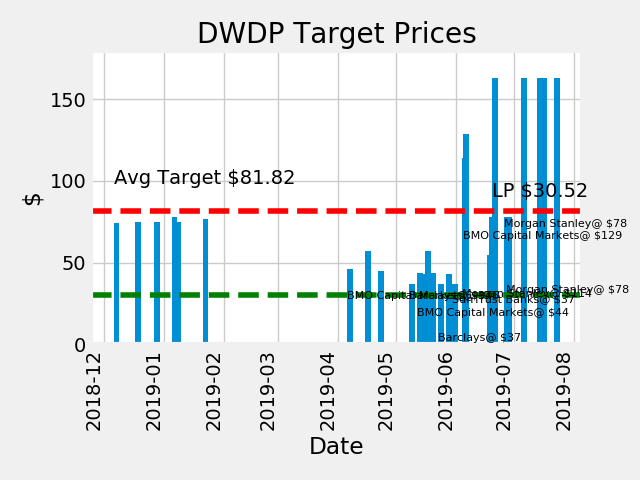 DWDP Target Prices
$
150
100
50
0
Avg Target $81.82
LP $30.52
Morgan Stanley@ $78
BMO Capital Markets@ $129
Morgan Stanley@ $78
SunTrust Banks@ $37
BMO Capital Markets@ $44
Barclays@ $37
2018-12
2019-01
2019-02
2019-03
2019-04
2019-05
2019-06
2019-07
2019-08
Date